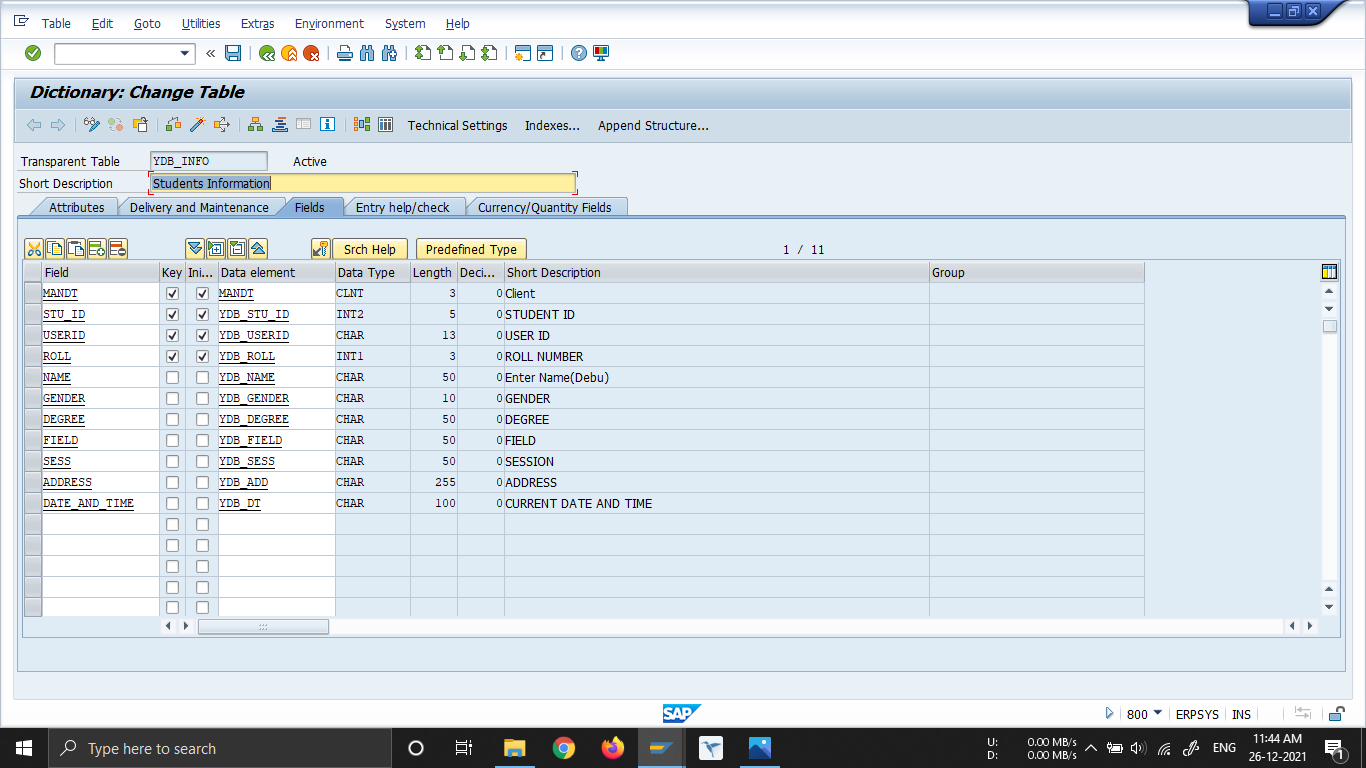 Table Edit Goto Utilities Extras Environment System Help
Dictionary: Change Table
Technical Settings Indexes... Append Structure...
Transparent Table YDB_INFO Active
Short Description Students Information
Attributes Delivery and Maintenance Fields Entry help/check Currency/Quantity Fields
Srch Help Predefined Type 1 / 11
Field Key Ini... Data element Data Type Length Deci... Short Description Group
MANDT MANDT CLNT 3 0 Client
STU_ID YDB_STU_ID INT2 5 0 STUDENT ID
USERID YDB_USERID CHAR 13 0 USER ID
ROLL YDB_ROLL INT1 3 0 ROLL NUMBER
NAME YDB_NAME CHAR 50 0 Enter Name(Debu)
GENDER YDB_GENDER CHAR 10 0 GENDER
DEGREE YDB_DEGREE CHAR 50 0 DEGREE
FIELD YDB_FIELD CHAR 50 0 FIELD
SESS YDB_SESS CHAR 50 0 SESSION
ADDRESS YDB_ADD CHAR 255 0 ADDRESS
DATE_AND_TIME YDB_DT CHAR 100 0 CURRENT DATE AND TIME
SAP 800 ERPSYS INS
Type here to search
U: 0.00 MB/s
D: 0.00 MB/s
ENG
11:44 AM
26-12-2021
1